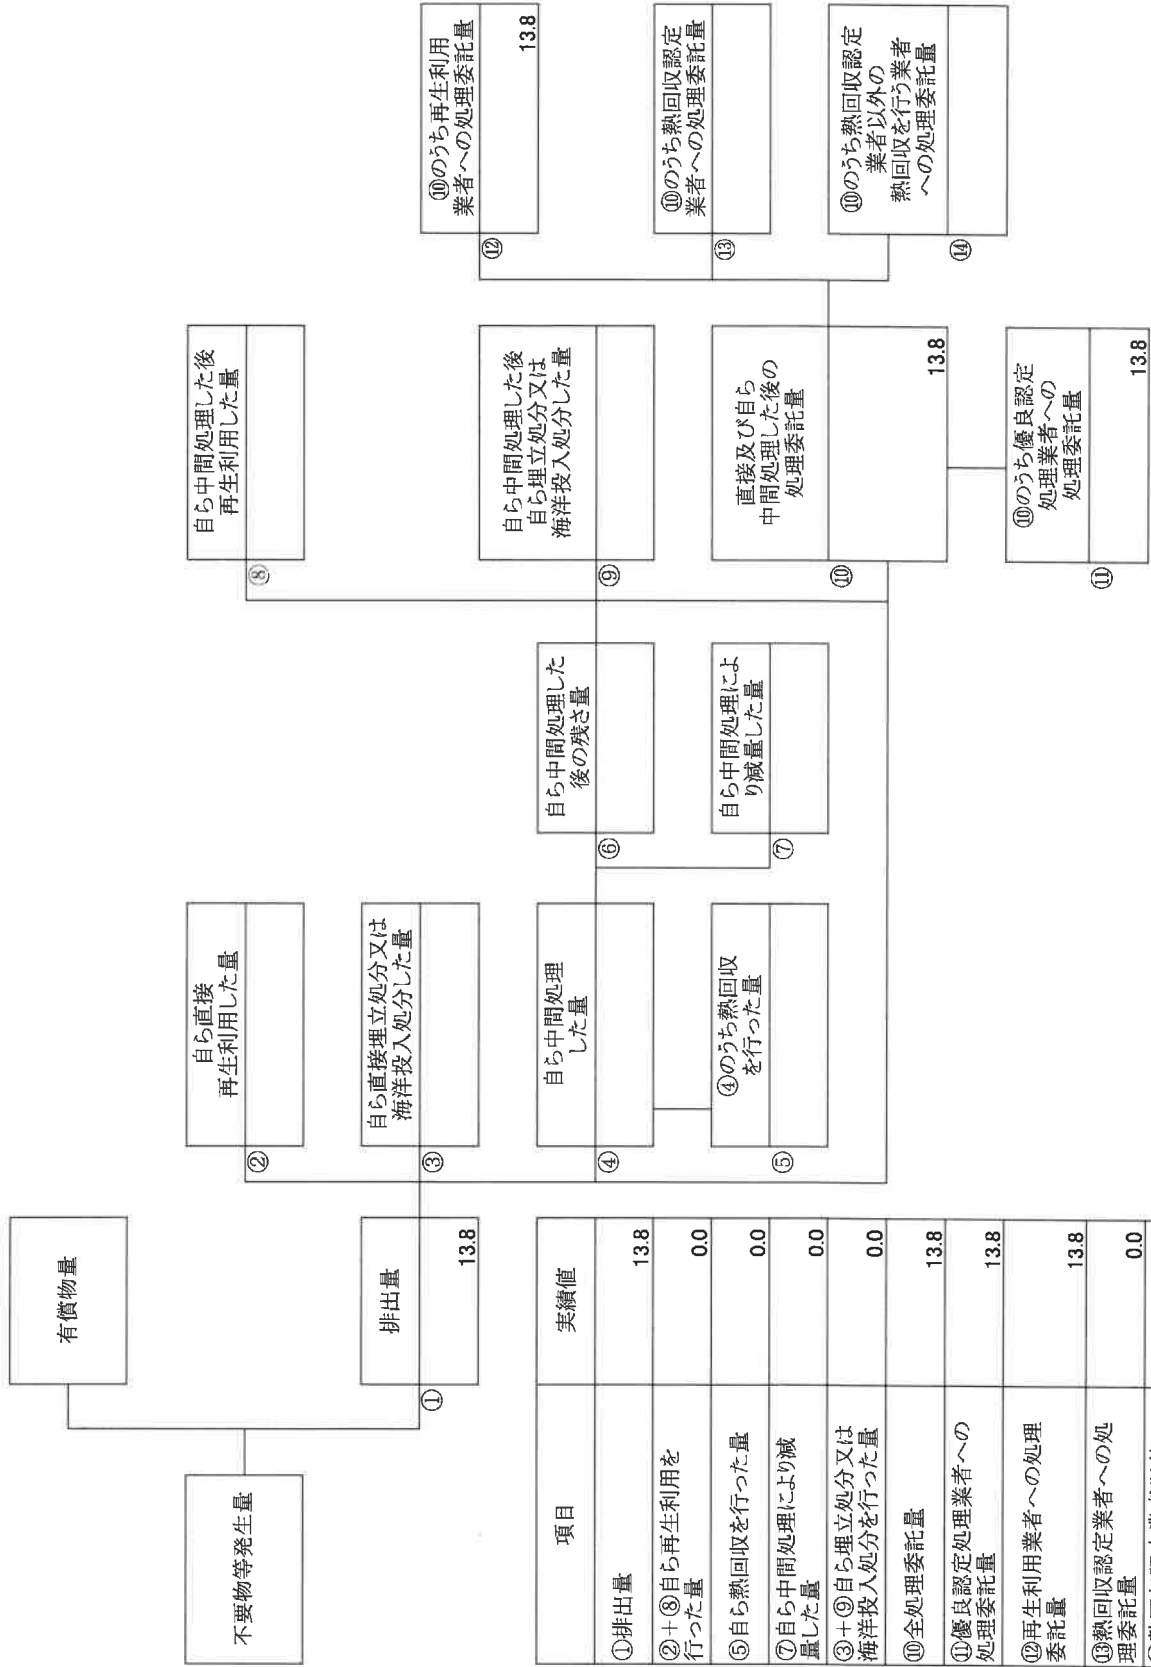 不要物等発生量
有償物量
①
排出量
13.8
②
自ら直接
再生利用した量
③
自ら直接埋立処分又は
海洋投入処分した量
④
自ら中間処理
した量
⑤
④のうち熱回収
を行った量
⑥
自ら中間処理した
後の残さ量
⑦
自ら中間処理によ
り減量した量
⑧
自ら中間処理した後
再生利用した量
⑨
自ら中間処理した後
自ら埋立処分又は
海洋投入処分した量
⑩
直接及び自ら
中間処理した後の
処理委託量
13.8
⑪
⑩のうち優良認定
処理業者への
処理委託量
13.8
⑫
⑩のうち再生利用
業者への処理委託量
13.8
⑬
⑩のうち熱回収認定
業者への処理委託量
⑭
⑩のうち熱回収認定
業者以外の
熱回収を行う業者
への処理委託量
項目 実績値
①排出量 13.8
②+⑧自ら再生利用を
行った量 0.0
⑤自ら熱回収を行った量 0.0
⑦自ら中間処理により減
量した量 0.0
③+⑨自ら埋立処分又は
海洋投入処分を行った量 0.0
⑩全処理委託量 13.8
⑪優良認定処理業者への
処理委託量 13.8
⑫再生利用業者への処理
委託量 13.8
⑬熱回収認定業者への処
理委託量 0.0